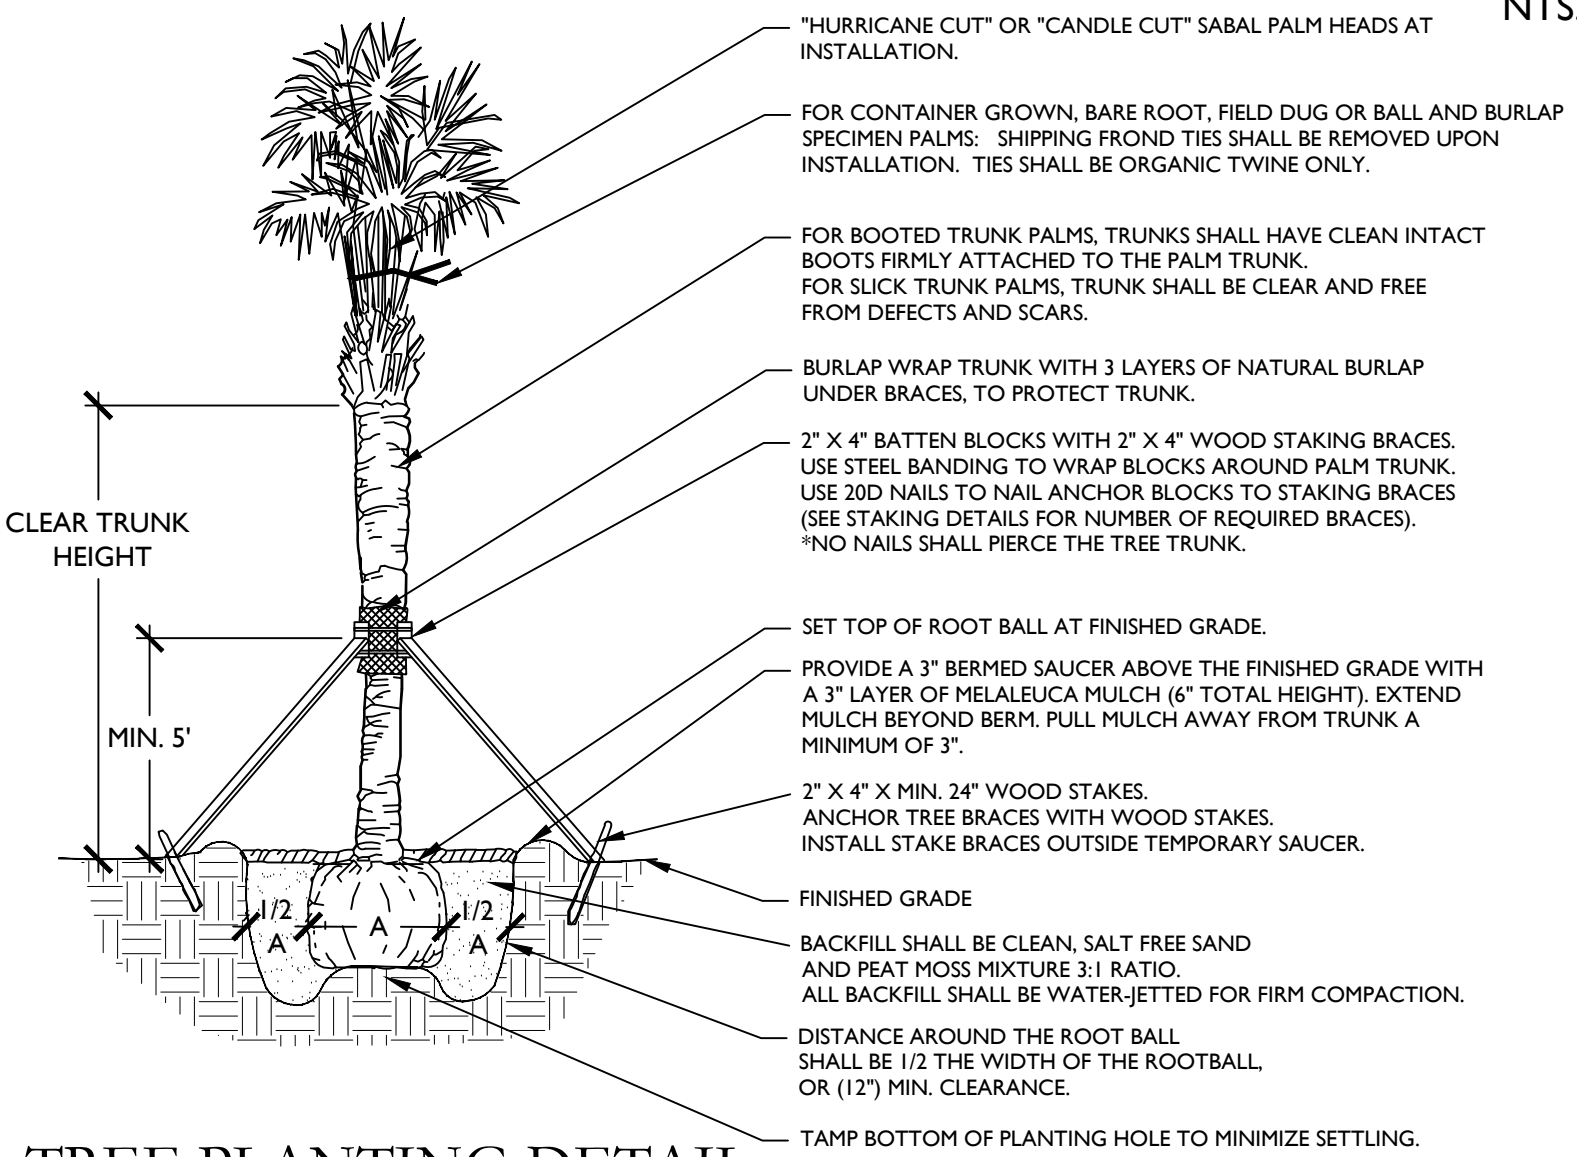 NTS.
"HURRICANE CUT" OR "CANDLE CUT" SABAL PALM HEADS AT
INSTALLATION.
FOR CONTAINER GROWN, BARE ROOT, FIELD DUG OR BALL AND BURLAP
SPECIMEN PALMS: SHIPPING FROND TIES SHALL BE REMOVED UPON
INSTALLATION. TIES SHALL BE ORGANIC TWINE ONLY.
FOR BOOTED TRUNK PALMS, TRUNKS SHALL HAVE CLEAN INTACT
BOOTS FIRMLY ATTACHED TO THE PALM TRUNK.
FOR SLICK TRUNK PALMS, TRUNK SHALL BE CLEAR AND FREE
FROM DEFECTS AND SCARS.
BURLAP WRAP TRUNK WITH 3 LAYERS OF NATURAL BURLAP
UNDER BRACES, TO PROTECT TRUNK.
2" X 4" BATTEN BLOCKS WITH 2" X 4" WOOD STAKING BRACES.
USE STEEL BANDING TO WRAP BLOCKS AROUND PALM TRUNK.
USE 20D NAILS TO NAIL ANCHOR BLOCKS TO STAKING BRACES
(SEE STAKING DETAILS FOR NUMBER OF REQUIRED BRACES).
*NO NAILS SHALL PIERCE THE TREE TRUNK.
CLEAR TRUNK
HEIGHT
SET TOP OF ROOT BALL AT FINISHED GRADE.
PROVIDE A 3" BERMED SAUCER ABOVE THE FINISHED GRADE WITH
A 3" LAYER OF MELALEUCA MULCH (6" TOTAL HEIGHT). EXTEND
MULCH BEYOND BERM. PULL MULCH AWAY FROM TRUNK A
MINIMUM OF 3".
MIN. 5'
2" X 4" X MIN. 24" WOOD STAKES.
ANCHOR TREE BRACES WITH WOOD STAKES.
INSTALL STAKE BRACES OUTSIDE TEMPORARY SAUCER.
FINISHED GRADE
1/2
A
A
1/2
A
BACKFILL SHALL BE CLEAN, SALT FREE SAND
AND PEAT MOSS MIXTURE 3:1 RATIO.
ALL BACKFILL SHALL BE WATER-JETTED FOR FIRM COMPACTION.
DISTANCE AROUND THE ROOT BALL
SHALL BE 1/2 THE WIDTH OF THE ROOTBALL,
OR (12") MIN. CLEARANCE.
TAMP BOTTOM OF PLANTING HOLE TO MINIMIZE SETTLING.
TREE PLANTING DETAIL